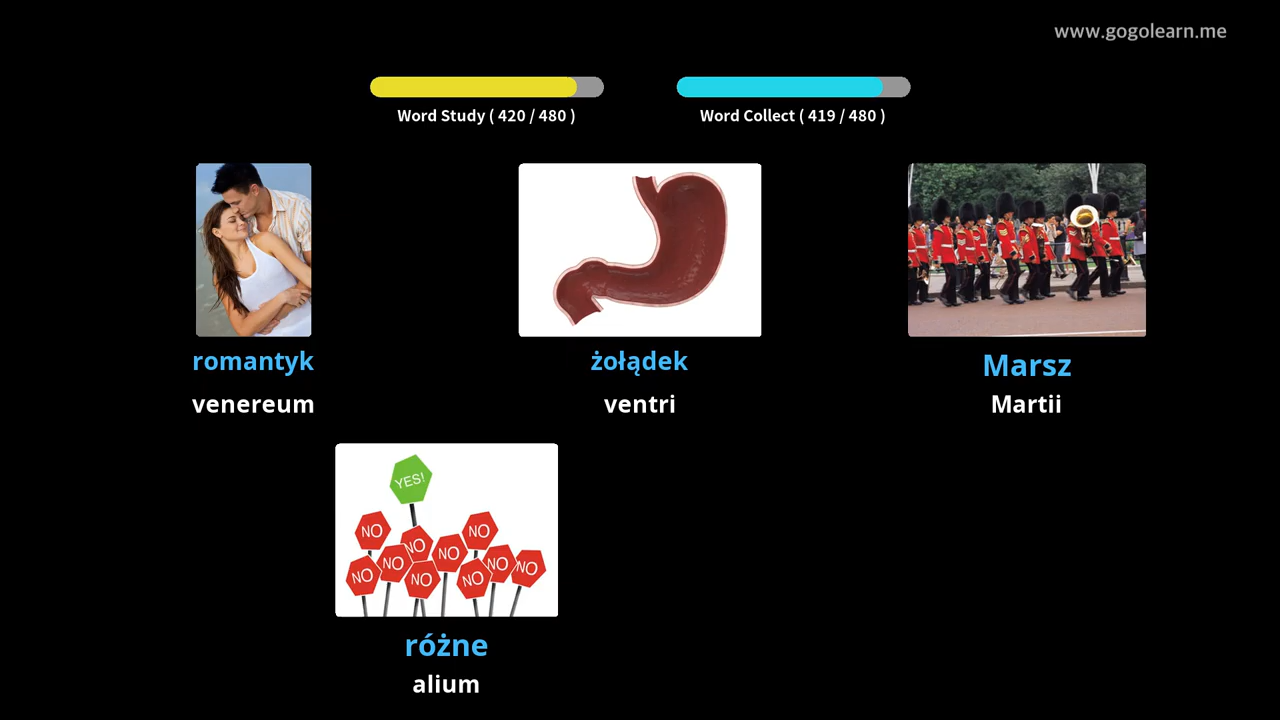 www.gogolearn.me
Word Study ( 420 / 480 )
Word Collect ( 419 / 480 )
romantyk
venereum
żołądek
ventri
Marsz
Martii
YES!
NO
NO
NO
NO
NO
NO
NO
NO
NO
NO
różne
alium